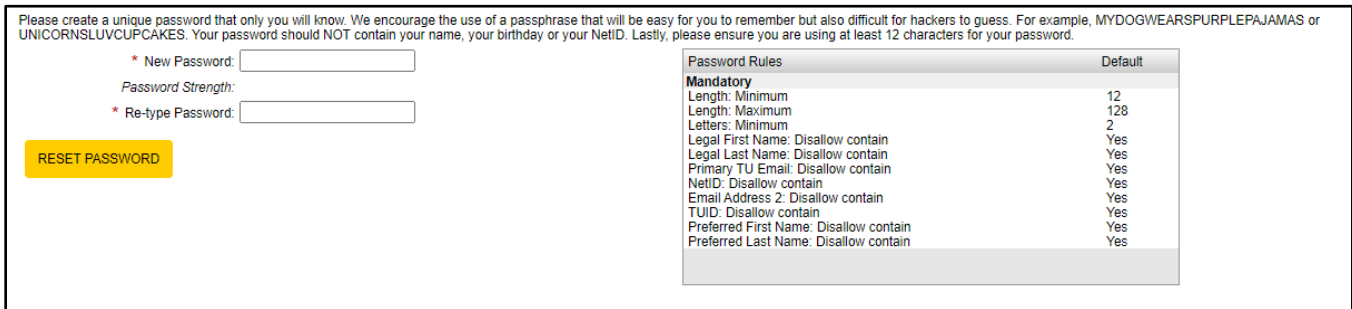 Please create a unique password that only you will know. We encourage the use of a passphrase that will be easy for you to remember but also difficult for hackers to guess. For example, MYDOGWEARSPURPLEPAJAMAS or
UNICORNSLUVCUPCAKES. Your password should NOT contain your name, your birthday or your NetID. Lastly, please ensure you are using at least 12 characters for your password.
* New Password:
Password Strength:
* Re-type Password:
RESET PASSWORD
Password Rules Default
Mandatory
Length: Minimum 12
Length: Maximum 128
Letters: Minimum 2
Legal First Name: Disallow contain Yes
Legal Last Name: Disallow contain Yes
Primary TU Email: Disallow contain Yes
NetID: Disallow contain Yes
Email Address 2: Disallow contain Yes
TUID: Disallow contain Yes
Preferred First Name: Disallow contain Yes
Preferred Last Name: Disallow contain Yes